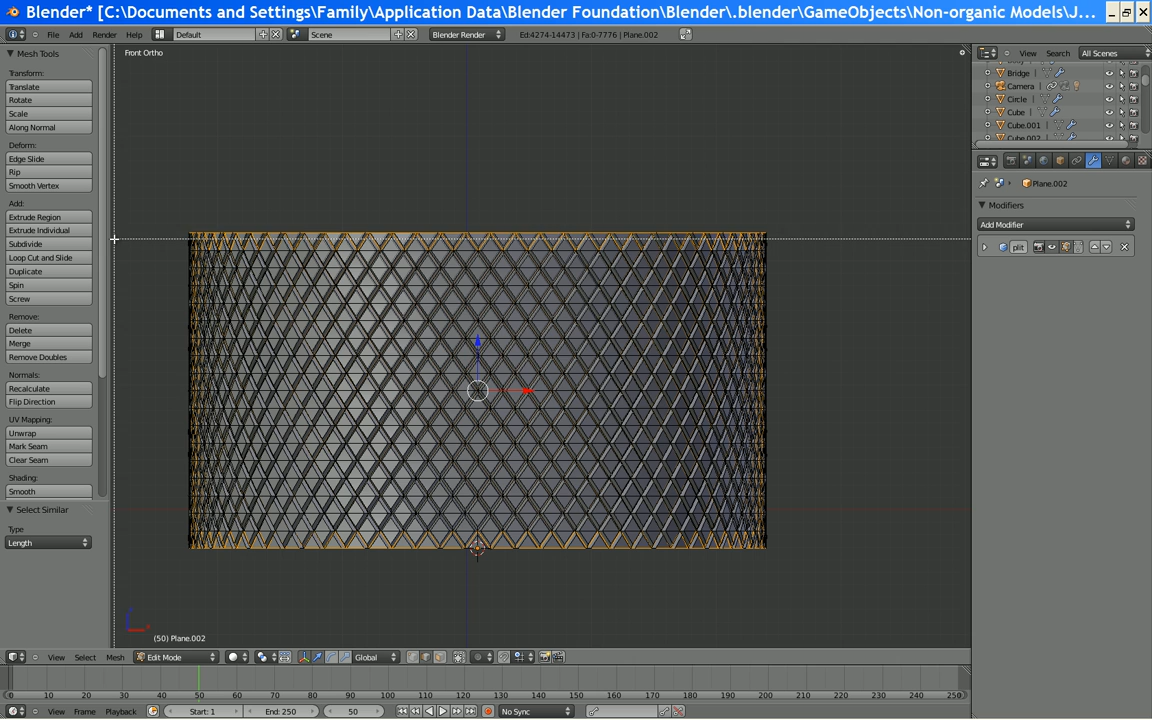 Blender* [C:\Documents and Settings\Family\Application Data\Blender Foundation\Blender\.blender\GameObjects\Non-organic Models\J...
File Add Render Help Default Scene Blender Render Ed:4274-14473 | Fa:0-7776 | Plane.002
View Search All Scenes
Mesh Tools
Front Ortho
Transform:
Translate
Rotate
Scale
Along Normal
Deform:
Edge Slide
Rip
Smooth Vertex
Add:
Extrude Region
Extrude Individual
Subdivide
Loop Cut and Slide
Duplicate
Spin
Screw
Remove:
Delete
Merge
Remove Doubles
Normals:
Recalculate
Flip Direction
UV Mapping:
Unwrap
Mark Seam
Clear Seam
Shading:
Smooth
Select Similar
Type
Length
Bridge
Camera
Circle
Cube
Cube.001
Cube.002
Plane.002
Modifiers
Add Modifier
plit
(50) Plane.002
View Select Mesh Edit Mode Global
0 10 20 30 40 50 60 70 80 90 100 110 120 130 140 150 160 170 180 190 200 210 220 230 240 250
View Frame Playback Start: 1 End: 250 50 No Sync